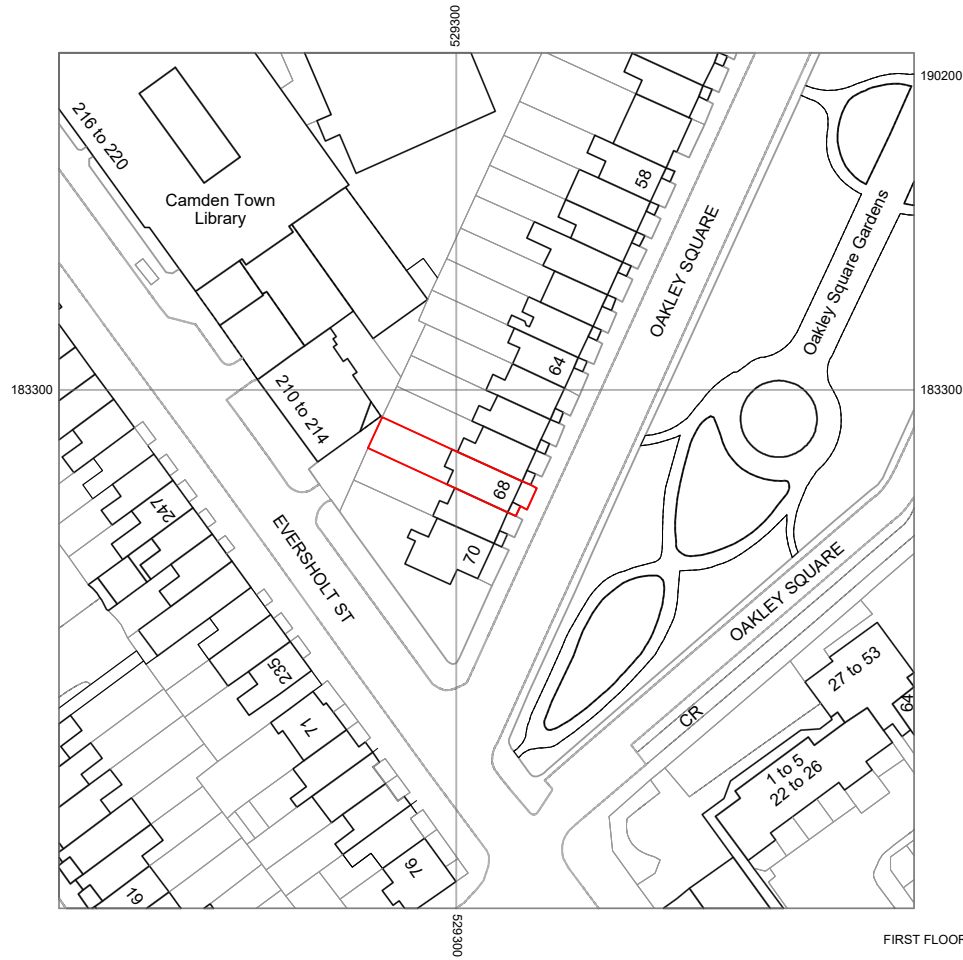 529300
190200
216 to 220
Camden Town
Library
58
OAKLEY SQUARE
Oakley Square Gardens
64
183300
183300
210 to 214
68
247
EVERSHOLT ST
70
OAKLEY SQUARE
235
27 to 53
64
71
CR
1 to 5
22 to 26
76
19
529300
FIRST FLOOR